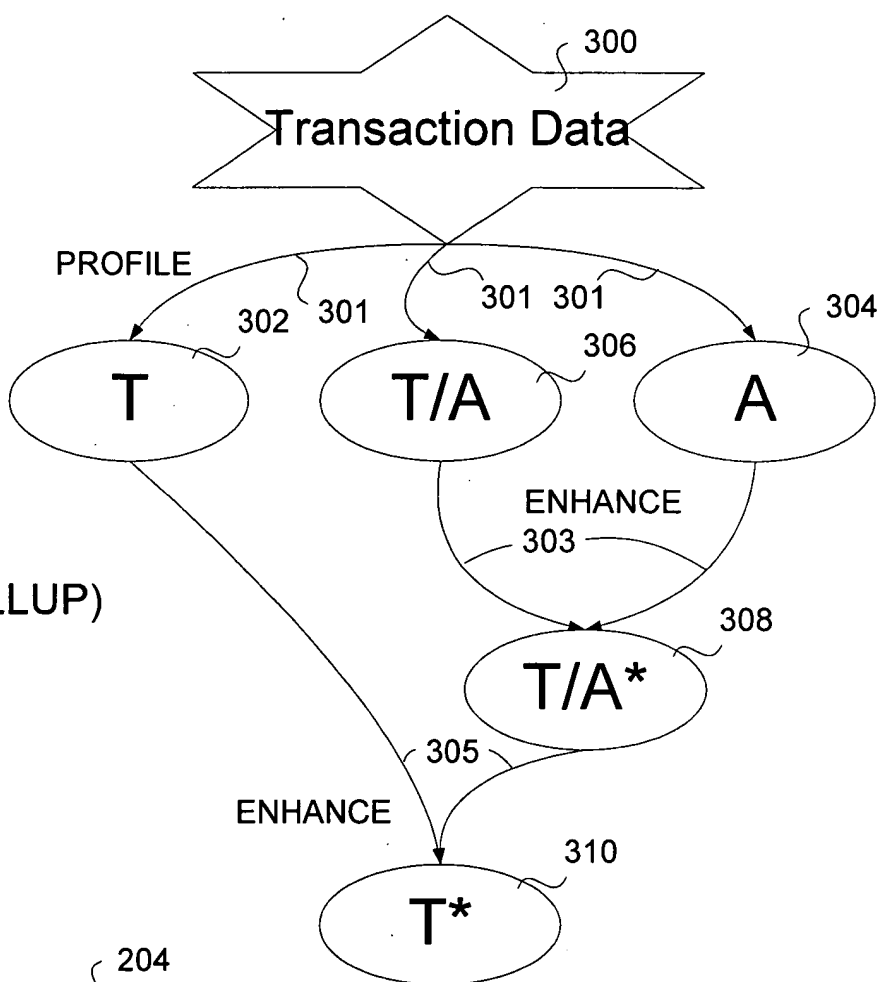 300
Transaction Data
PROFILE
301
301
301
302
306
304
T
T/A
A
ENHANCE
303
LLUP)
308
T/A*
305
ENHANCE
310
T*
204